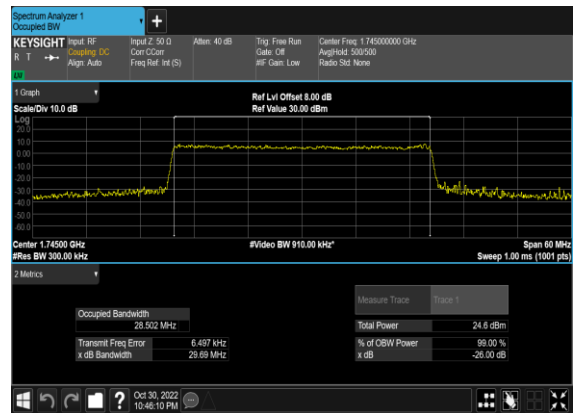 Spectrum Analyzer 1
Occupied BW
+
KEYSIGHT Input: RF Input Z: 50 Ω Atten: 40 dB Trig: Free Run Center Freq: 1.745000000 GHz
R T Coupling: DC Corr CCorr Gate: Off Avg|Hold: 500/500
Align: Auto Freq Ref: Int (S) #IF Gain: Low Radio Std: None
LW
1 Graph
Ref Lvl Offset 8.00 dB
Scale/Div 10.0 dB Ref Value 30.00 dBm
Log
20.0
10.0
0.00
-10.0
-20.0
-30.0
-40.0
-50.0
-60.0
Center 1.74500 GHz #Video BW 910.00 kHz* Span 60 MHz
#Res BW 300.00 kHz Sweep 1.00 ms (1001 pts)
2 Metrics
Measure Trace Trace 1
Occupied Bandwidth
28.502 MHz Total Power 24.6 dBm
Transmit Freq Error 6.497 kHz % of OBW Power 99.00 %
x dB Bandwidth 29.69 MHz x dB -26.00 dB
? Oct 30, 2022
10:46:10 PM